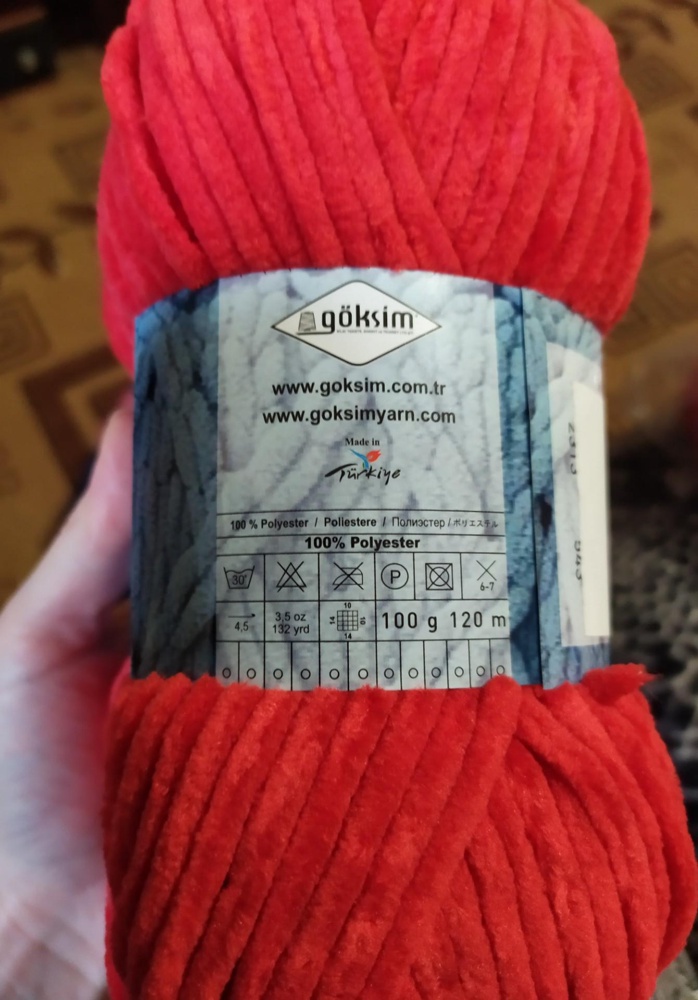 göksim
www.goksim.com.tr
www.goksimyarn.com
Made in
Türkiye
100 % Polyester / Poliestere / Полиэстер / ポリエステル
100% Polyester
30° P 6-7
4,5 3,5 oz 132 yrd 10 14 14 100 g 120 m